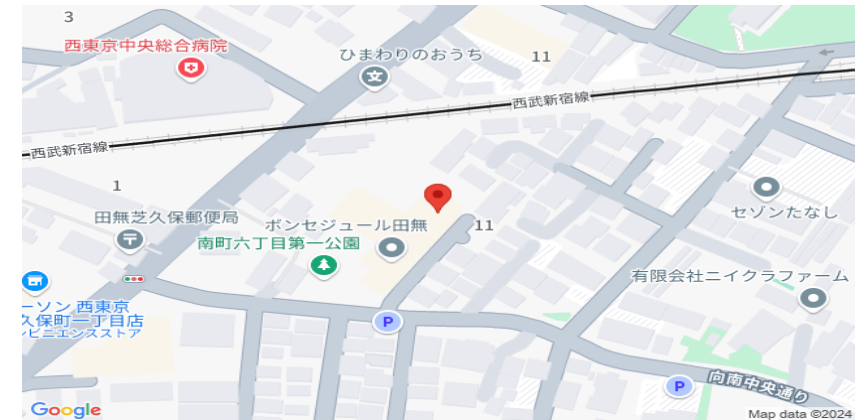 3
西東京中央総合病院
ひまわりのおうち
11
西武新宿線
西武新宿線
1
田無芝久保郵便局
ボンセジュール田無
11
南町六丁目第一公園
セゾンたなし
有限会社ニイクラファーム
ーソン 西東京
久保町一丁目店
ンビニエンスストア
P
P
向南中央通り
Google
Map data ©2024